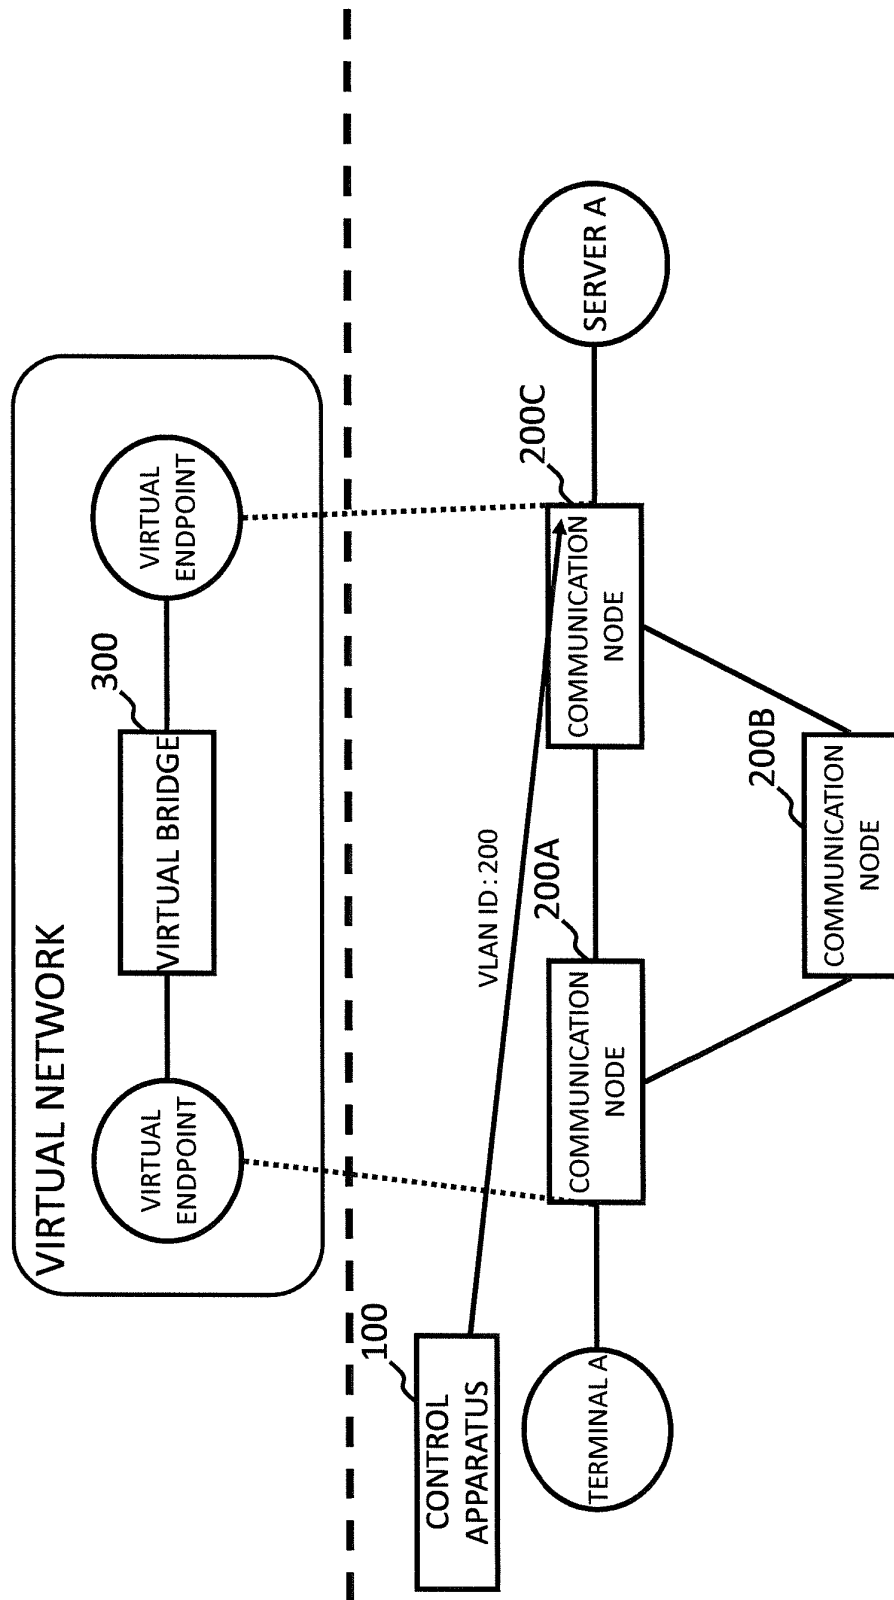 VIRTUAL NETWORK
VIRTUAL
ENDPOINT
VIRTUAL BRIDGE
300
VIRTUAL
ENDPOINT
100
CONTROL
APPARATUS
VLAN ID : 200
TERMINAL A
COMMUNICATION
NODE
200A
COMMUNICATION
NODE
200C
SERVER A
COMMUNICATION
NODE
200B